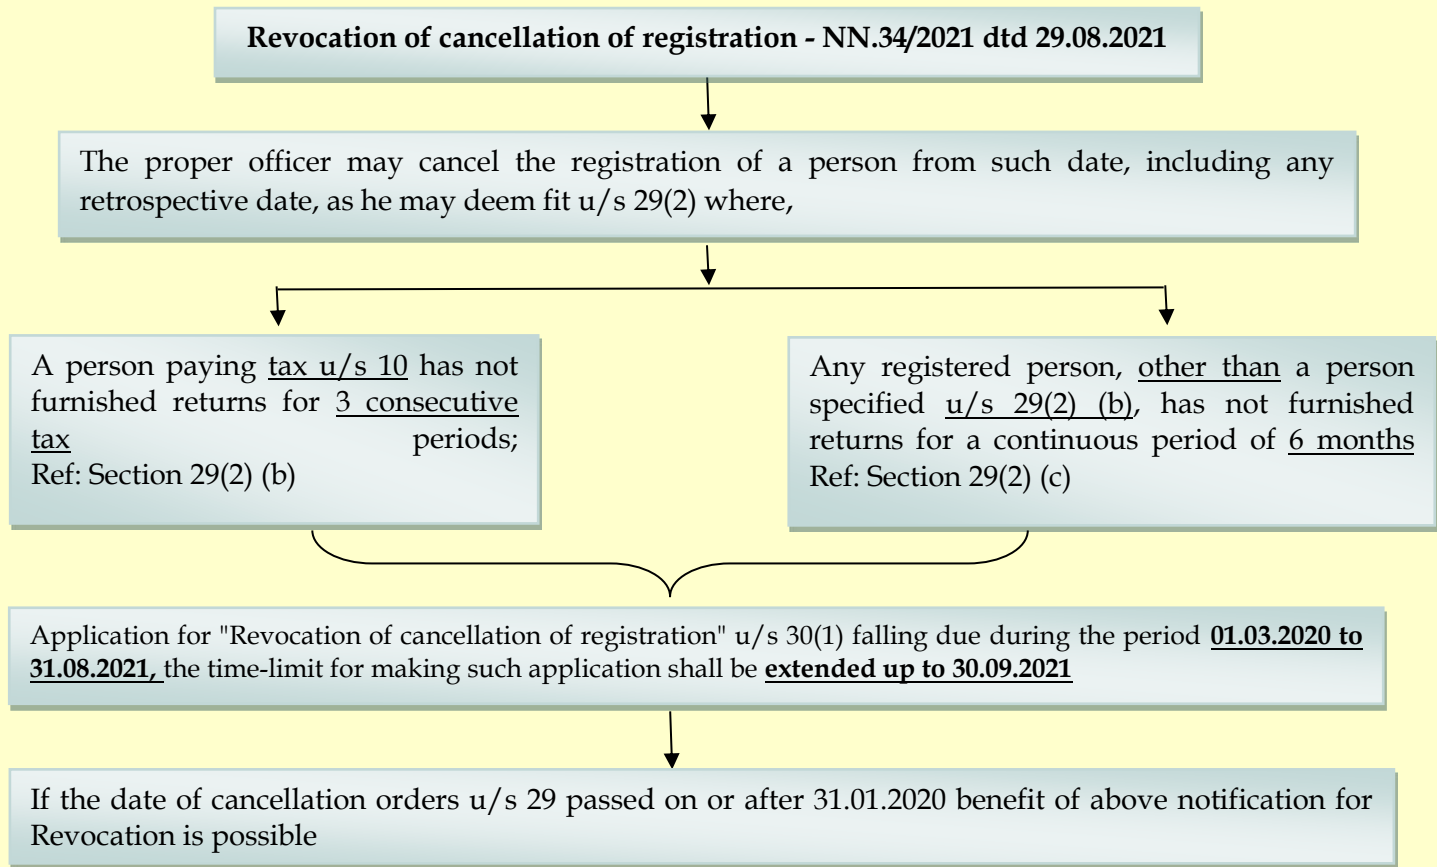 Revocation of cancellation of registration - NN.34/2021 dtd 29.08.2021
The proper officer may cancel the registration of a person from such date, including any
retrospective date, as he may deem fit u/s 29(2) where,
A person paying tax u/s 10 has not
furnished returns for 3 consecutive
tax periods;
Ref: Section 29(2) (b)
Any registered person, other than a person
specified u/s 29(2) (b), has not furnished
returns for a continuous period of 6 months
Ref: Section 29(2) (c)
Application for "Revocation of cancellation of registration" u/s 30(1) falling due during the period 01.03.2020 to
31.08.2021, the time-limit for making such application shall be extended up to 30.09.2021
If the date of cancellation orders u/s 29 passed on or after 31.01.2020 benefit of above notification for
Revocation is possible